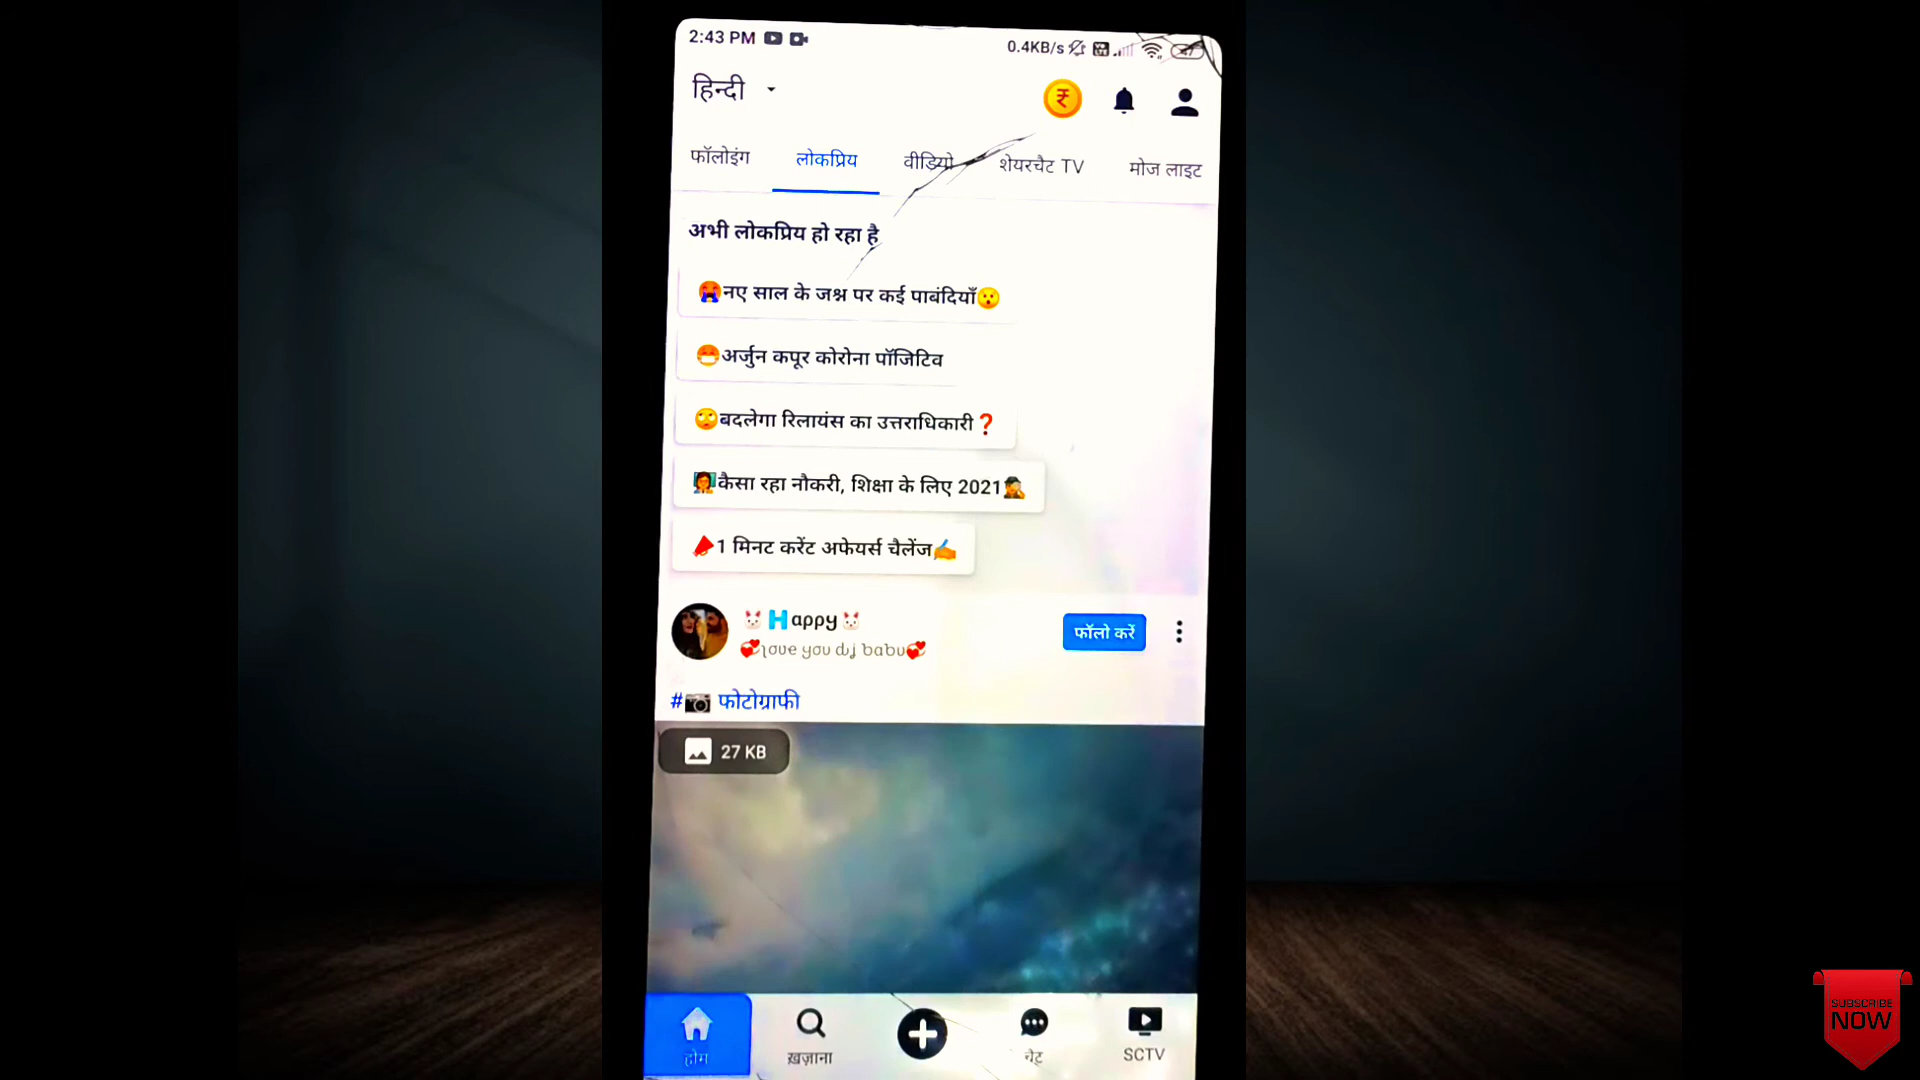 2:43 PM
0.4KB/s
47
हिन्दी
फॉलोइंग लोकप्रिय वीडियो शेयरचैट TV मोज लाइट
अभी लोकप्रिय हो रहा है
नए साल के जश्न पर कई पाबंदियाँ
अर्जुन कपूर कोरोना पॉजिटिव
बदलेगा रिलायंस का उत्तराधिकारी❓
कैसा रहा नौकरी, शिक्षा के लिए 2021
1 मिनट करेंट अफेयर्स चैलेंज
Happy
love you dj babu
फॉलो करें
# फोटोग्राफी
27 KB
होम ख़ज़ाना चैट SCTV
SUBSCRIBE
NOW